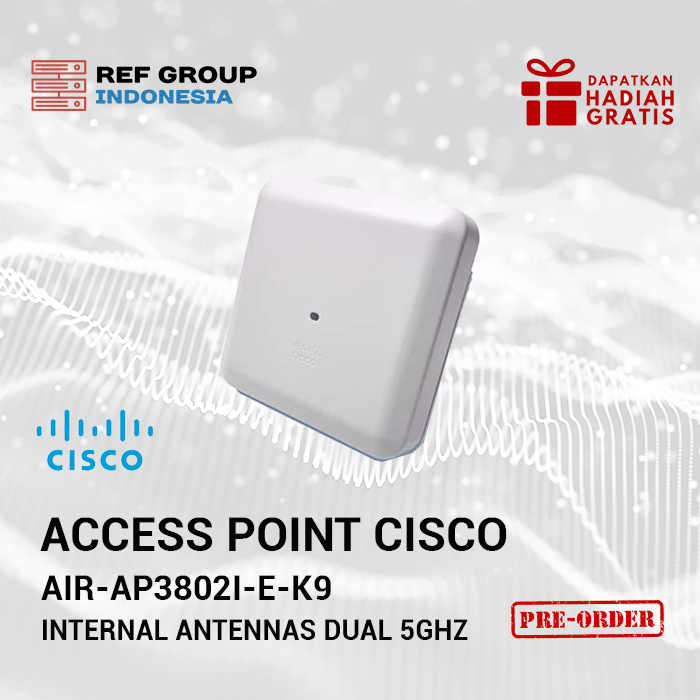 REF GROUP
INDONESIA
DAPATKAN
HADIAH
GRATIS
CISCO
CISCO
ACCESS POINT CISCO
AIR-AP3802I-E-K9
INTERNAL ANTENNAS DUAL 5GHZ
PRE-ORDER